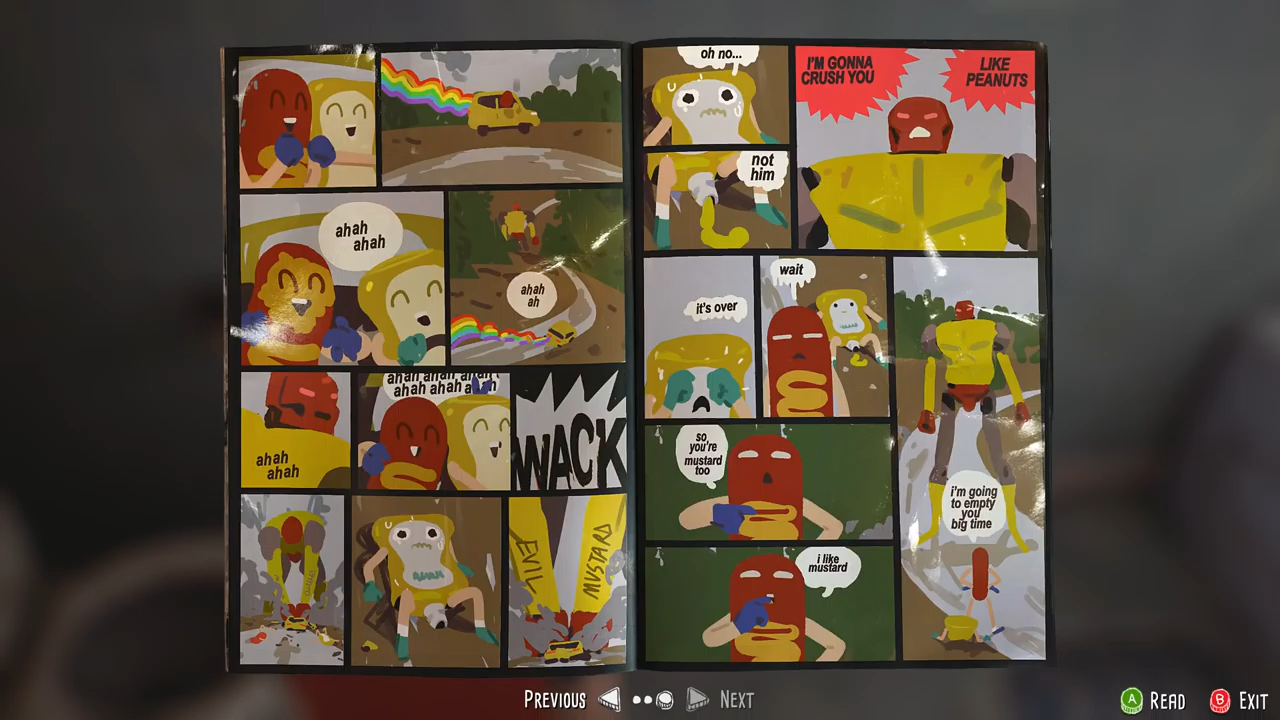 ahah
ahah
ahah
ah
ahah
ahah
ahah ahah ahah
ahah ahah ahah
WACK
EVIL
MUSTARD
oh no...
I'M GONNA
CRUSH YOU
LIKE
PEANUTS
not
him
it's over
wait
so
you're
mustard
too
i like
mustard
i'm going
to empty
you
big time
PREVIOUS
NEXT
A READ
B EXIT